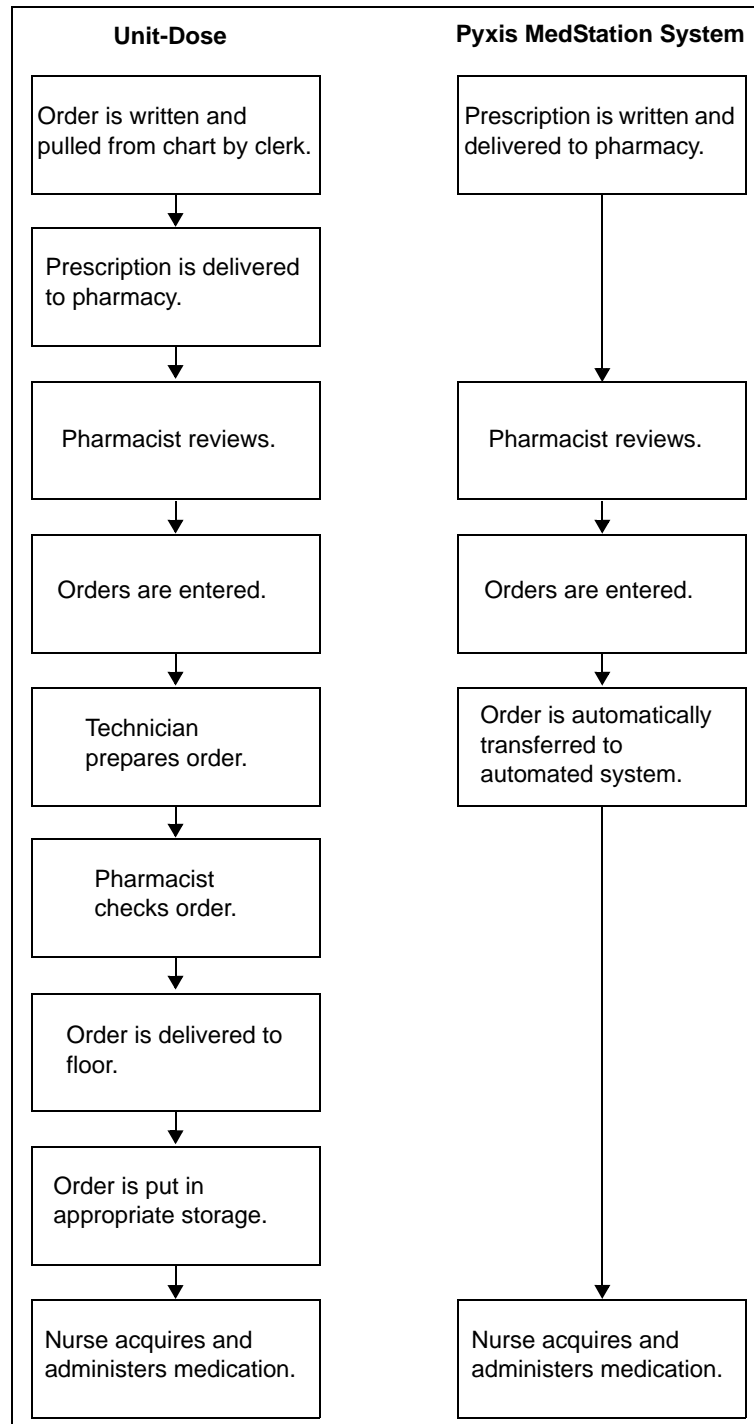 Unit-Dose
Order is written and
pulled from chart by clerk.
Prescription is delivered
to pharmacy.
Pharmacist reviews.
Orders are entered.
Technician
prepares order.
Pharmacist
checks order.
Order is delivered to
floor.
Order is put in
appropriate storage.
Nurse acquires and
administers medication.
Pyxis MedStation System
Prescription is written and
delivered to pharmacy.
Pharmacist reviews.
Orders are entered.
Order is automatically
transferred to
automated system.
Nurse acquires and
administers medication.